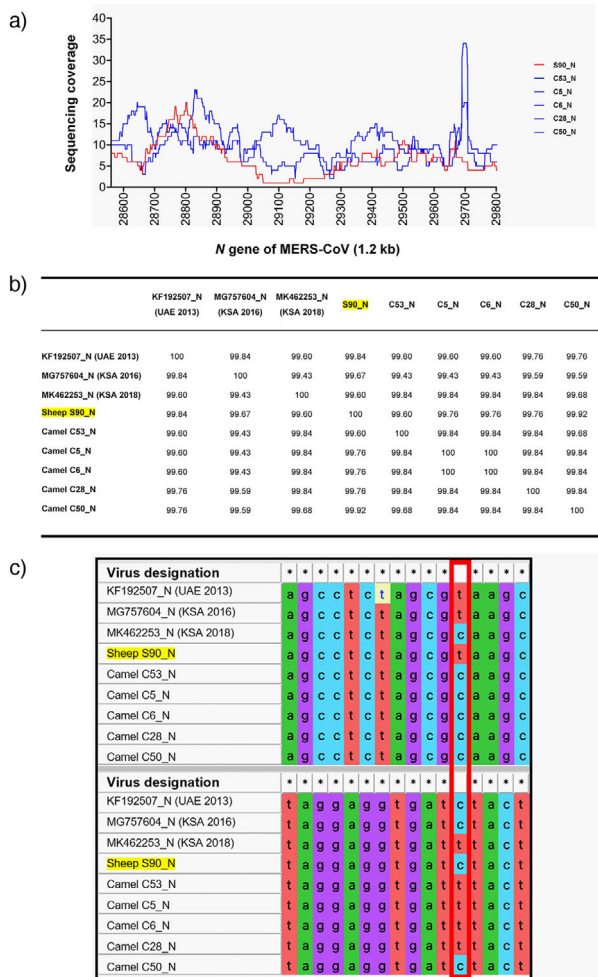 a)
Sequencing coverage
40
35
30
25
20
15
10
5
0
28600 28700 28800 28900 29000 29100 29200 29300 29400 29500 29600 29700 29800
S90_N
C53_N
C5_N
C6_N
C28_N
C50_N
N gene of MERS-CoV (1.2 kb)
b)
KF192507_N MG757604_N MK462253_N S90_N C53_N C5_N C6_N C28_N C50_N
(UAE 2013) (KSA 2016) (KSA 2018)
KF192507_N (UAE 2013) 100 99.84 99.60 99.84 99.60 99.60 99.60 99.76 99.76
MG757604_N (KSA 2016) 99.84 100 99.43 99.67 99.43 99.43 99.43 99.59 99.59
MK462253_N (KSA 2018) 99.60 99.43 100 99.60 99.84 99.84 99.84 99.84 99.68
Sheep S90_N 99.84 99.67 99.60 100 99.60 99.76 99.76 99.76 99.92
Camel C53_N 99.60 99.43 99.84 99.60 100 99.84 99.84 99.84 99.68
Camel C5_N 99.60 99.43 99.84 99.76 99.84 100 100 99.84 99.84
Camel C6_N 99.60 99.43 99.84 99.76 99.84 100 100 99.84 99.84
Camel C28_N 99.76 99.59 99.84 99.76 99.84 99.84 99.84 100 99.84
Camel C50_N 99.76 99.59 99.68 99.92 99.68 99.84 99.84 99.84 100
c)
Virus designation * * * * * * * * * * * * * * *
KF192507_N (UAE 2013) a g c c t c t a g c g t a a g c
MG757604_N (KSA 2016) a g c c t c t a g c g t a a g c
MK462253_N (KSA 2018) a g c c t c t a g c g c a a g c
Sheep S90_N a g c c t c t a g c g t a a g c
Camel C53_N a g c c t c t a g c g c a a g c
Camel C5_N a g c c t c t a g c g c a a g c
Camel C6_N a g c c t c t a g c g c a a g c
Camel C28_N a g c c t c t a g c g c a a g c
Camel C50_N a g c c t c t a g c g c a a g c
Virus designation * * * * * * * * * * * * * * *
KF192507_N (UAE 2013) t a g g a g g t g a t c t a c t
MG757604_N (KSA 2016) t a g g a g g t g a t c t a c t
MK462253_N (KSA 2018) t a g g a g g t g a t t t a c t
Sheep S90_N t a g g a g g t g a t c t a c t
Camel C53_N t a g g a g g t g a t t t a c t
Camel C5_N t a g g a g g t g a t t t a c t
Camel C6_N t a g g a g g t g a t t t a c t
Camel C28_N t a g g a g g t g a t t t a c t
Camel C50_N t a g g a g g t g a t c t a c t